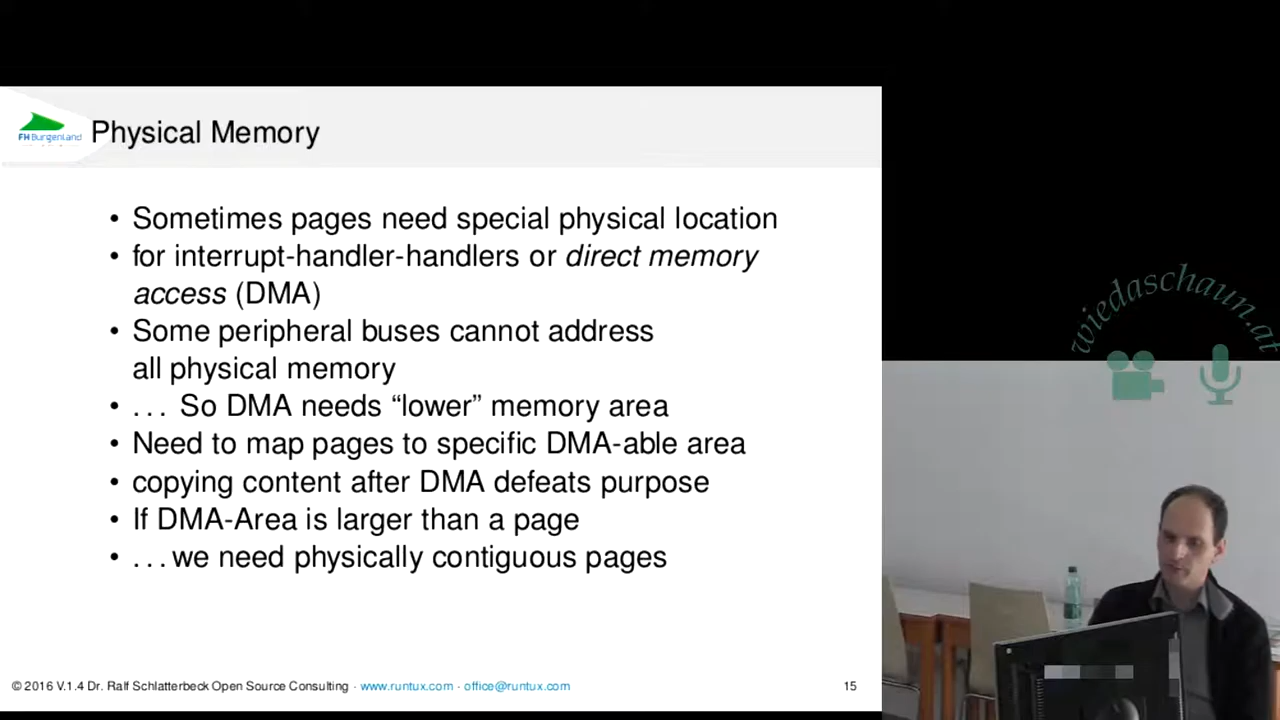 FH Burgenland
Physical Memory
• Sometimes pages need special physical location
• for interrupt-handler-handlers or direct memory
access (DMA)
• Some peripheral buses cannot address
all physical memory
• . . . So DMA needs “lower” memory area
• Need to map pages to specific DMA-able area
• copying content after DMA defeats purpose
• If DMA-Area is larger than a page
• . . . we need physically contiguous pages
© 2016 V.1.4 Dr. Ralf Schlatterbeck Open Source Consulting · www.runtux.com · office@runtux.com 15
wiedaschaun.at